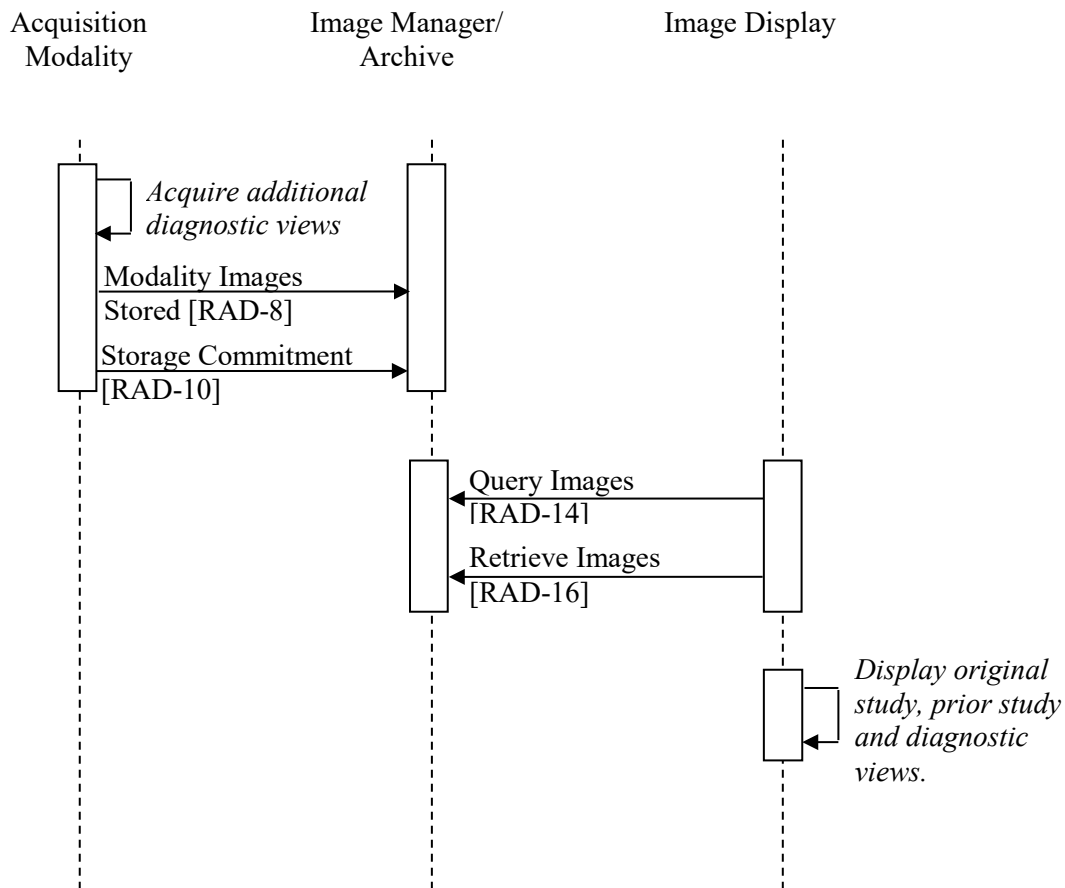 Acquisition
Modality
Image Manager/
Archive
Image Display
Acquire additional
diagnostic views
Modality Images
Stored [RAD-8]
Storage Commitment
[RAD-10]
Query Images
[RAD-14]
Retrieve Images
[RAD-16]
Display original
study, prior study
and diagnostic
views.